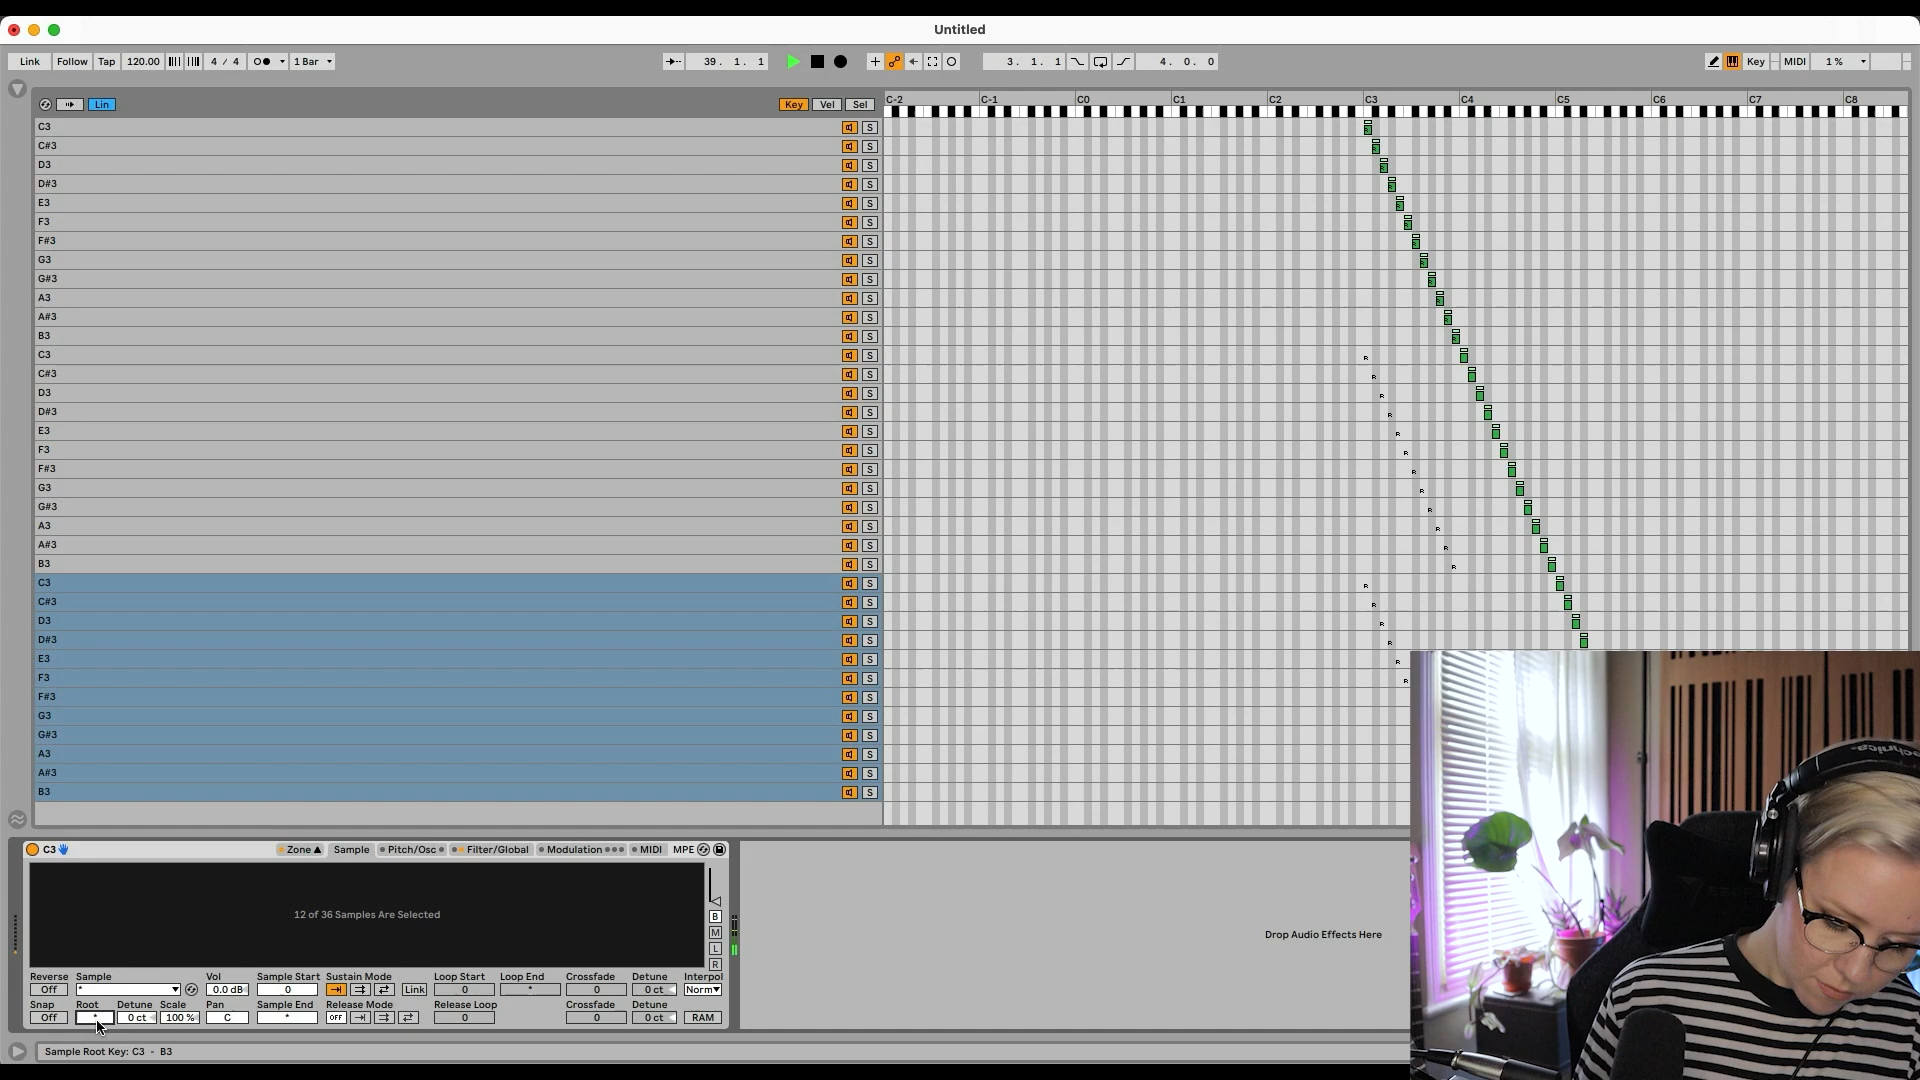 Untitled
Link Follow Tap 120.00 4 / 4 1 Bar 39. 1. 1 3. 1. 1 4. 0. 0 Key MIDI 1 %
Lin Key Vel Sel C-2 C-1 C0 C1 C2 C3 C4 C5 C6 C7 C8
C3 S
C#3 S
D3 S
D#3 S
E3 S
F3 S
F#3 S
G3 S
G#3 S
A3 S
A#3 S
B3 S
C3 S R
C#3 S R
D3 S R
D#3 S R
E3 S R
F3 S R
F#3 S R
G3 S R
G#3 S R
A3 S R
A#3 S R
B3 S R
C3 S R
C#3 S R
D3 S R
D#3 S R
E3 S R
F3 S R
F#3 S
G3 S
G#3 S
A3 S
A#3 S
B3 S
C3 Zone Sample Pitch/Osc Filter/Global Modulation MIDI MPE
12 of 36 Samples Are Selected
B
M
L
R
Drop Audio Effects Here
Reverse Sample Vol Sample Start Sustain Mode Loop Start Loop End Crossfade Detune Interpol
Off * 0.0 dB 0 Link 0 * 0 0 ct Norm
Snap Root Detune Scale Pan Sample End Release Mode Release Loop Crossfade Detune
Off * 0 ct 100 % C * OFF 0 0 0 ct RAM
Sample Root Key: C3 - B3